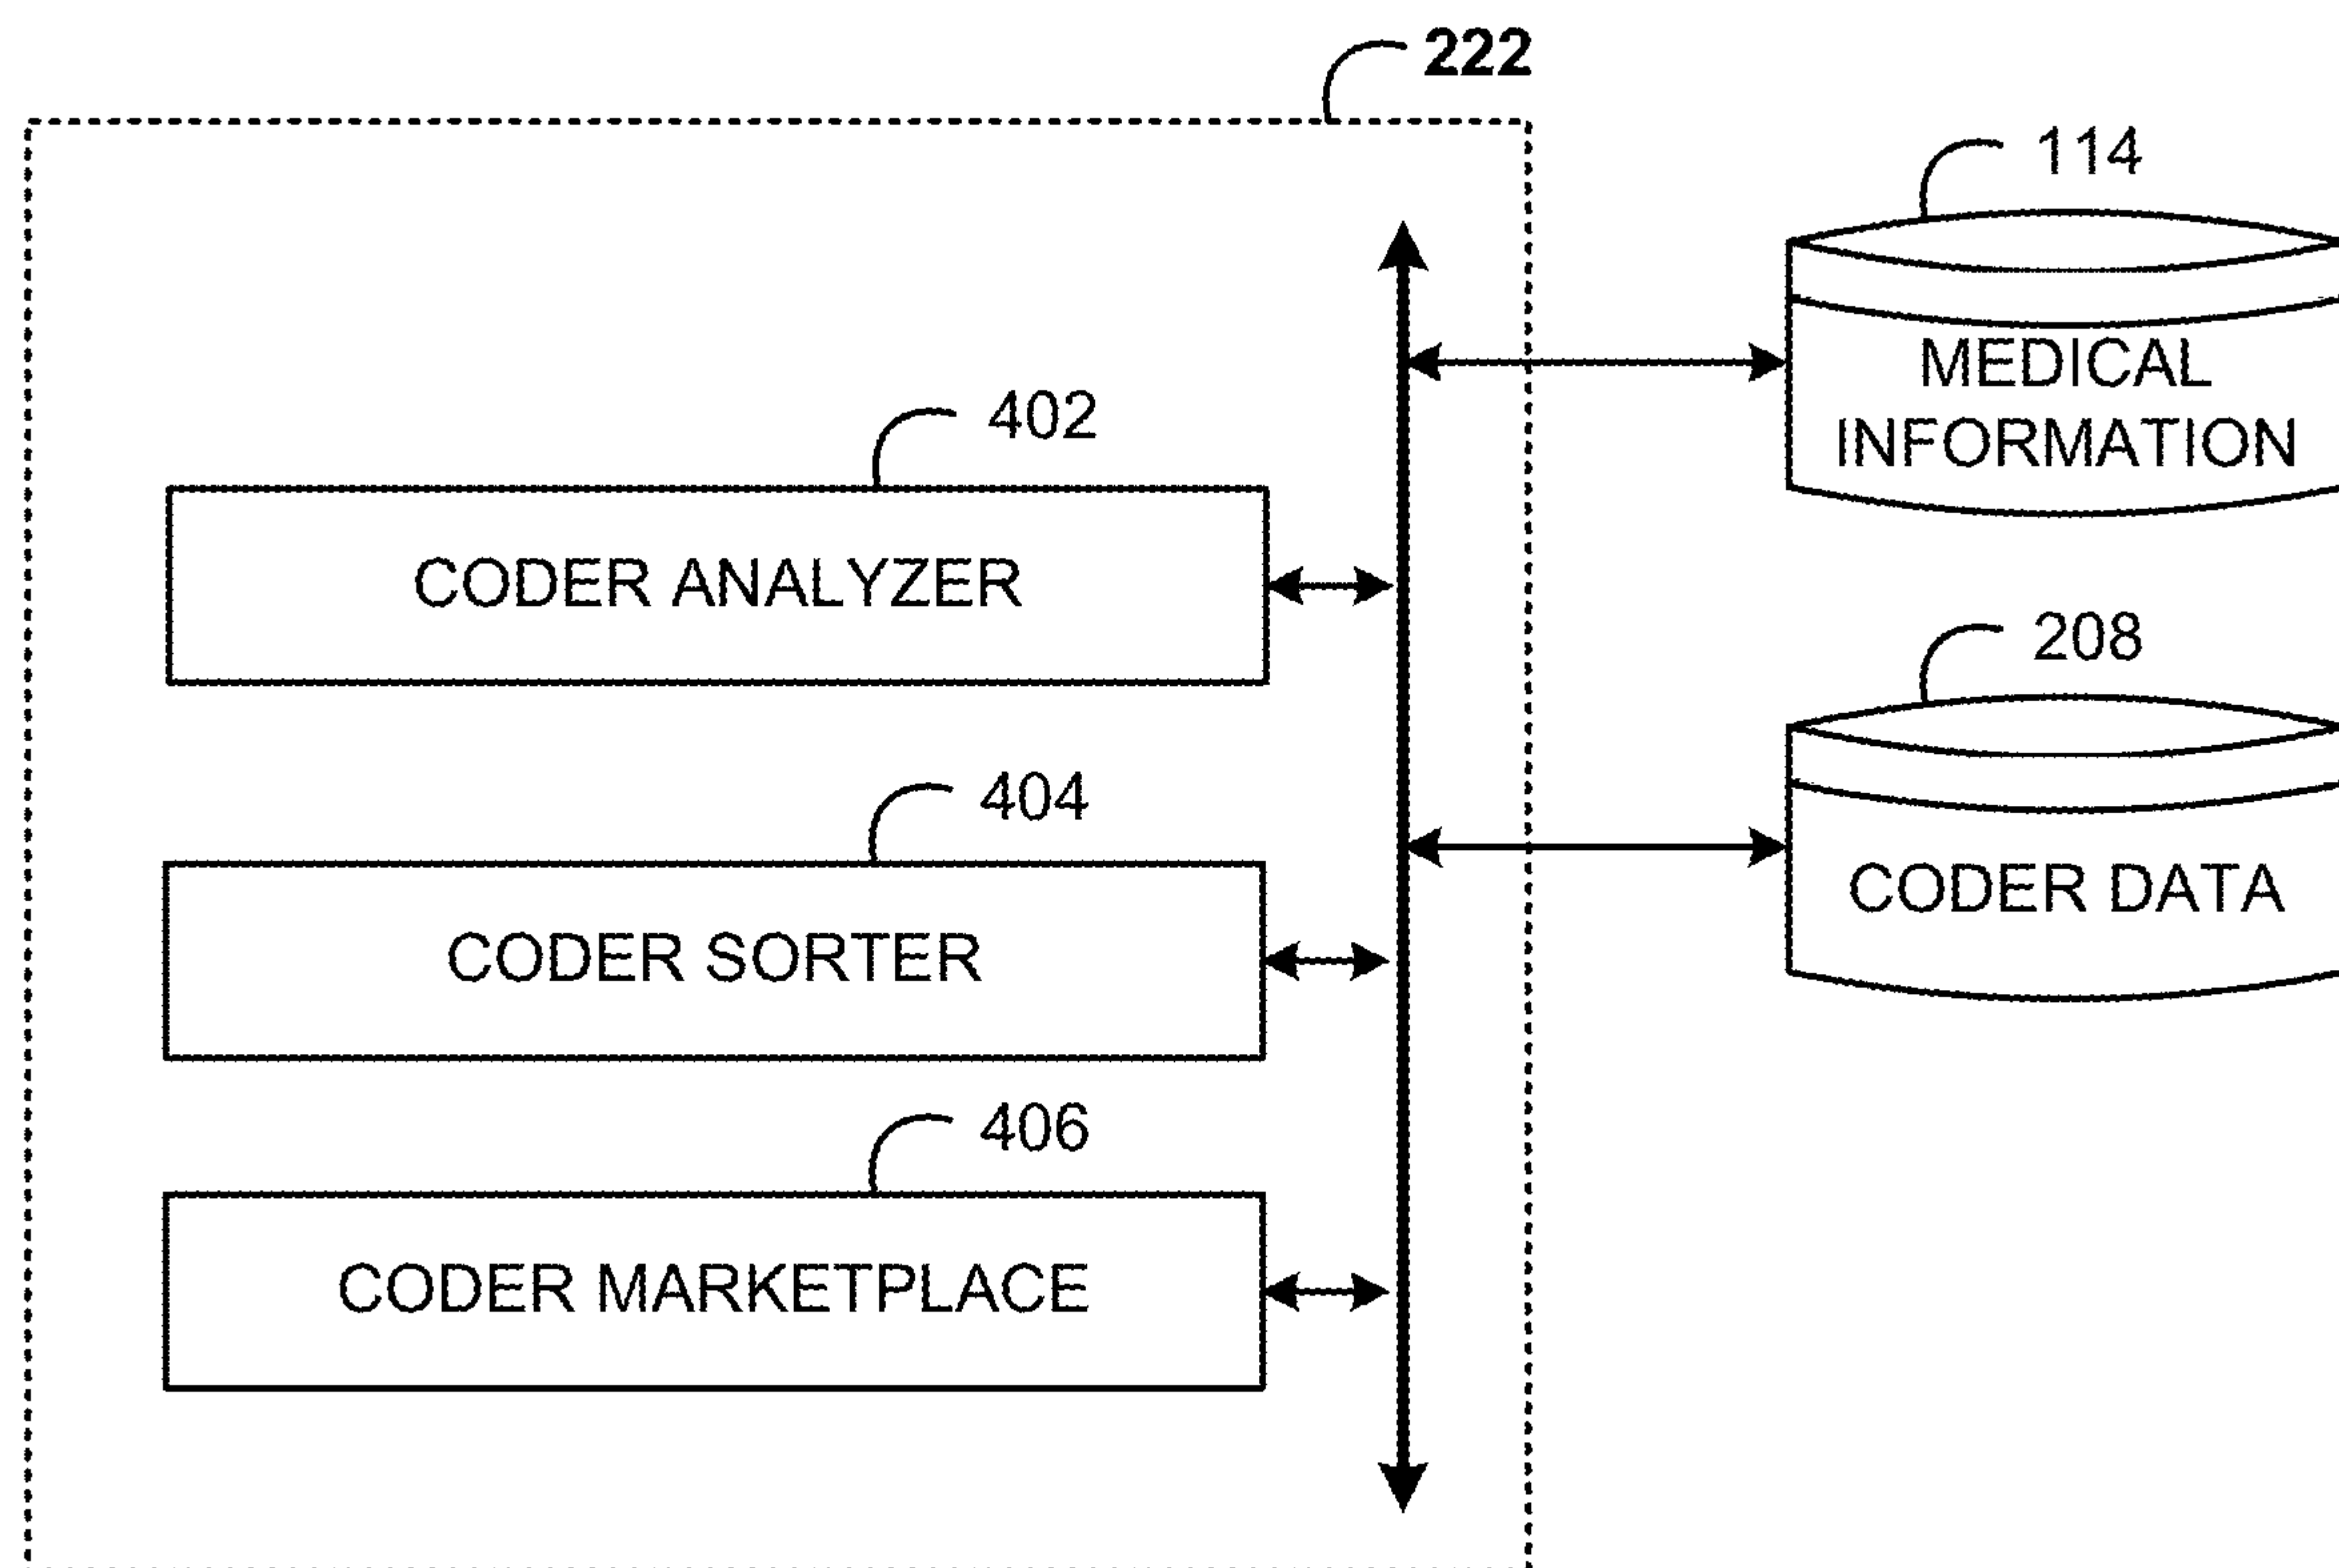 222
114
MEDICAL
INFORMATION
402
CODER ANALYZER
208
CODER DATA
404
CODER SORTER
406
CODER MARKETPLACE